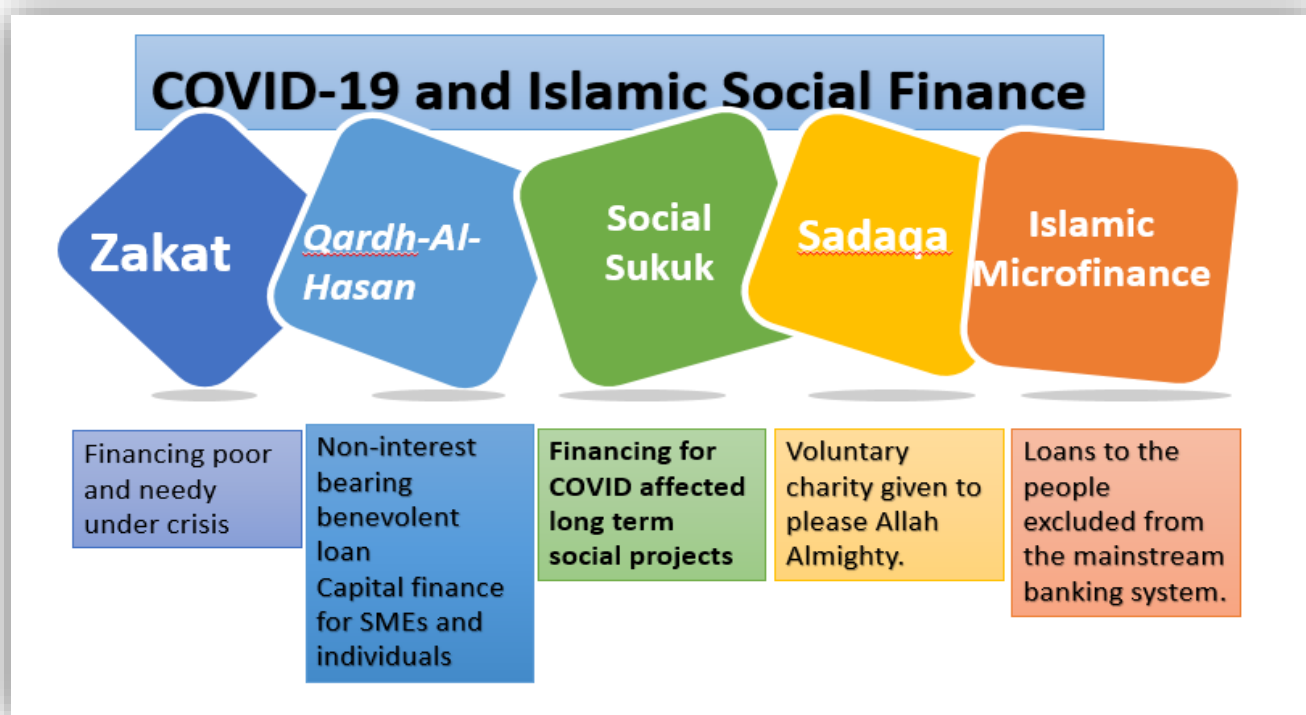 COVID-19 and Islamic Social Finance
Zakat
Qardh-Al-
Hasan
Social
Sukuk
Sadaqa
Islamic
Microfinance
Financing poor
and needy
under crisis
Non-interest
bearing
benevolent
loan
Capital finance
for SMEs and
individuals
Financing for
COVID affected
long term
social projects
Voluntary
charity given to
please Allah
Almighty.
Loans to the
people
excluded from
the mainstream
banking system.